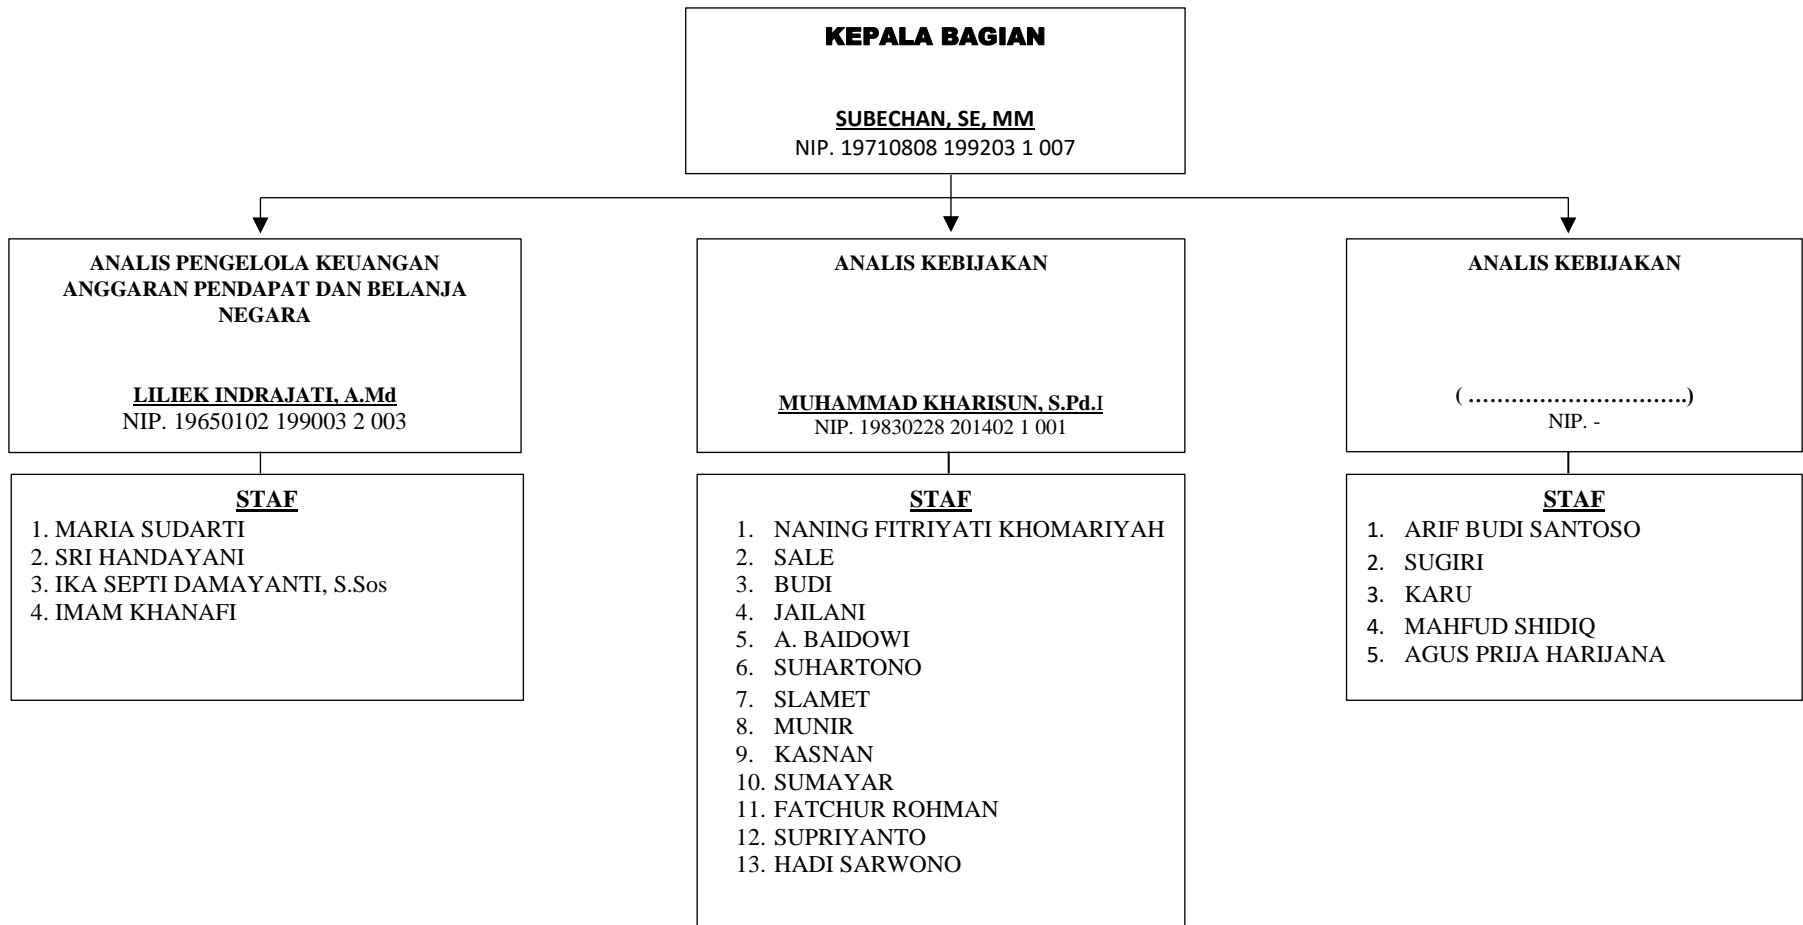 KEPALA BAGIAN
SUBECHAN, SE, MM
NIP. 19710808 199203 1 007
ANALIS PENGELOLA KEUANGAN
ANGGARAN PENDAPAT DAN BELANJA
NEGARA
LILIEK INDRAJATI, A.Md
NIP. 19650102 199003 2 003
STAF
1. MARIA SUDARTI
2. SRI HANDAYANI
3. IKA SEPTI DAMAYANTI, S.Sos
4. IMAM KHANAFI
ANALIS KEBIJAKAN
MUHAMMAD KHARISUN, S.Pd.I
NIP. 19830228 201402 1 001
STAF
1. NANING FITRIYATI KHOMARIYAH
2. SALE
3. BUDI
4. JAILANI
5. A. BAIDOWI
6. SUHARTONO
7. SLAMET
8. MUNIR
9. KASNAN
10. SUMAYAR
11. FATCHUR ROHMAN
12. SUPRIYANTO
13. HADI SARWONO
ANALIS KEBIJAKAN
( ………………………….)
NIP. -
STAF
1. ARIF BUDI SANTOSO
2. SUGIRI
3. KARU
4. MAHFUD SHIDIQ
5. AGUS PRIJA HARIJANA